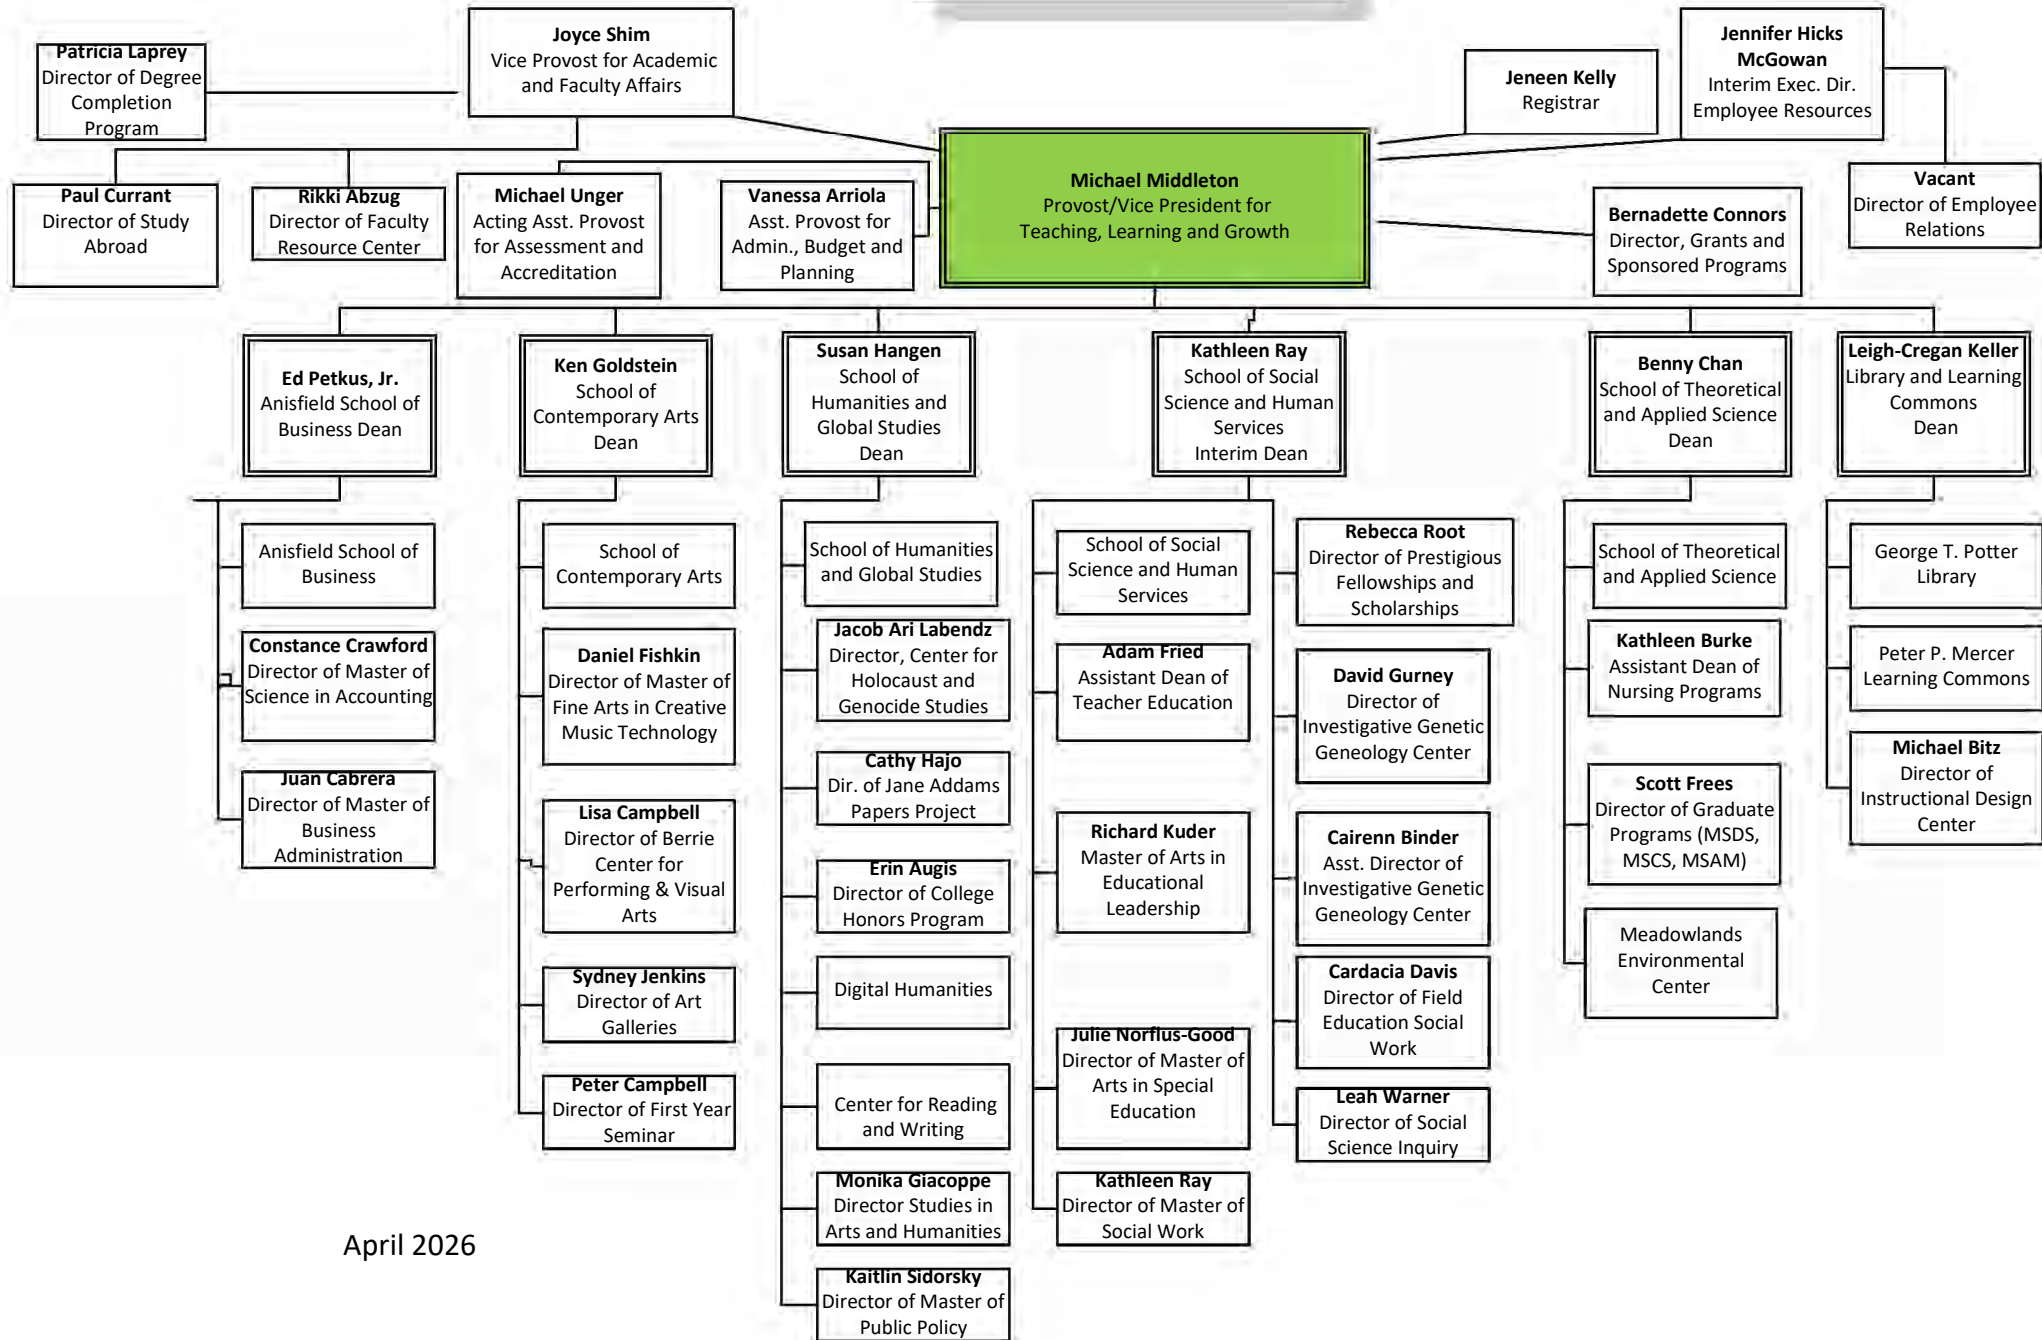 Patricia Laprey
Director of Degree
Completion
Program
Joyce Shim
Vice Provost for Academic
and Faculty Affairs
Jeneen Kelly
Registrar
Jennifer Hicks
McGowan
Interim Exec. Dir.
Employee Resources
Paul Currant
Director of Study
Abroad
Rikki Abzug
Director of Faculty
Resource Center
Michael Unger
Acting Asst. Provost
for Assessment and
Accreditation
Vanessa Arriola
Asst. Provost for
Admin., Budget and
Planning
Michael Middleton
Provost/Vice President for
Teaching, Learning and Growth
Bernadette Connors
Director, Grants and
Sponsored Programs
Vacant
Director of Employee
Relations
Ed Petkus, Jr.
Anisfield School of
Business Dean
Ken Goldstein
School of
Contemporary Arts
Dean
Susan Hangen
School of
Humanities and
Global Studies
Dean
Kathleen Ray
School of Social
Science and Human
Services
Interim Dean
Benny Chan
School of Theoretical
and Applied Science
Dean
Leigh-Cregan Keller
Library and Learning
Commons
Dean
Anisfield School of
Business
Constance Crawford
Director of Master of
Science in Accounting
Juan Cabrera
Director of Master of
Business
Administration
School of
Contemporary Arts
Daniel Fishkin
Director of Master of
Fine Arts in Creative
Music Technology
Lisa Campbell
Director of Berrie
Center for
Performing & Visual
Arts
Sydney Jenkins
Director of Art
Galleries
Peter Campbell
Director of First Year
Seminar
School of Humanities
and Global Studies
Jacob Ari Labendz
Director, Center for
Holocaust and
Genocide Studies
Cathy Hajo
Dir. of Jane Addams
Papers Project
Erin Augis
Director of College
Honors Program
Digital Humanities
Center for Reading
and Writing
Monika Giacoppe
Director Studies in
Arts and Humanities
Kaitlin Sidorsky
Director of Master of
Public Policy
School of Social
Science and Human
Services
Adam Fried
Assistant Dean of
Teacher Education
Richard Kuder
Master of Arts in
Educational
Leadership
Julie Norflus-Good
Director of Master of
Arts in Special
Education
Kathleen Ray
Director of Master of
Social Work
Rebecca Root
Director of Prestigious
Fellowships and
Scholarships
David Gurney
Director of
Investigative Genetic
Geneology Center
Cairenn Binder
Asst. Director of
Investigative Genetic
Geneology Center
Cardacia Davis
Director of Field
Education Social
Work
Leah Warner
Director of Social
Science Inquiry
School of Theoretical
and Applied Science
Kathleen Burke
Assistant Dean of
Nursing Programs
Scott Frees
Director of Graduate
Programs (MSDS,
MSCS, MSAM)
Meadowlands
Environmental
Center
George T. Potter
Library
Peter P. Mercer
Learning Commons
Michael Bitz
Director of
Instructional Design
Center
April 2026